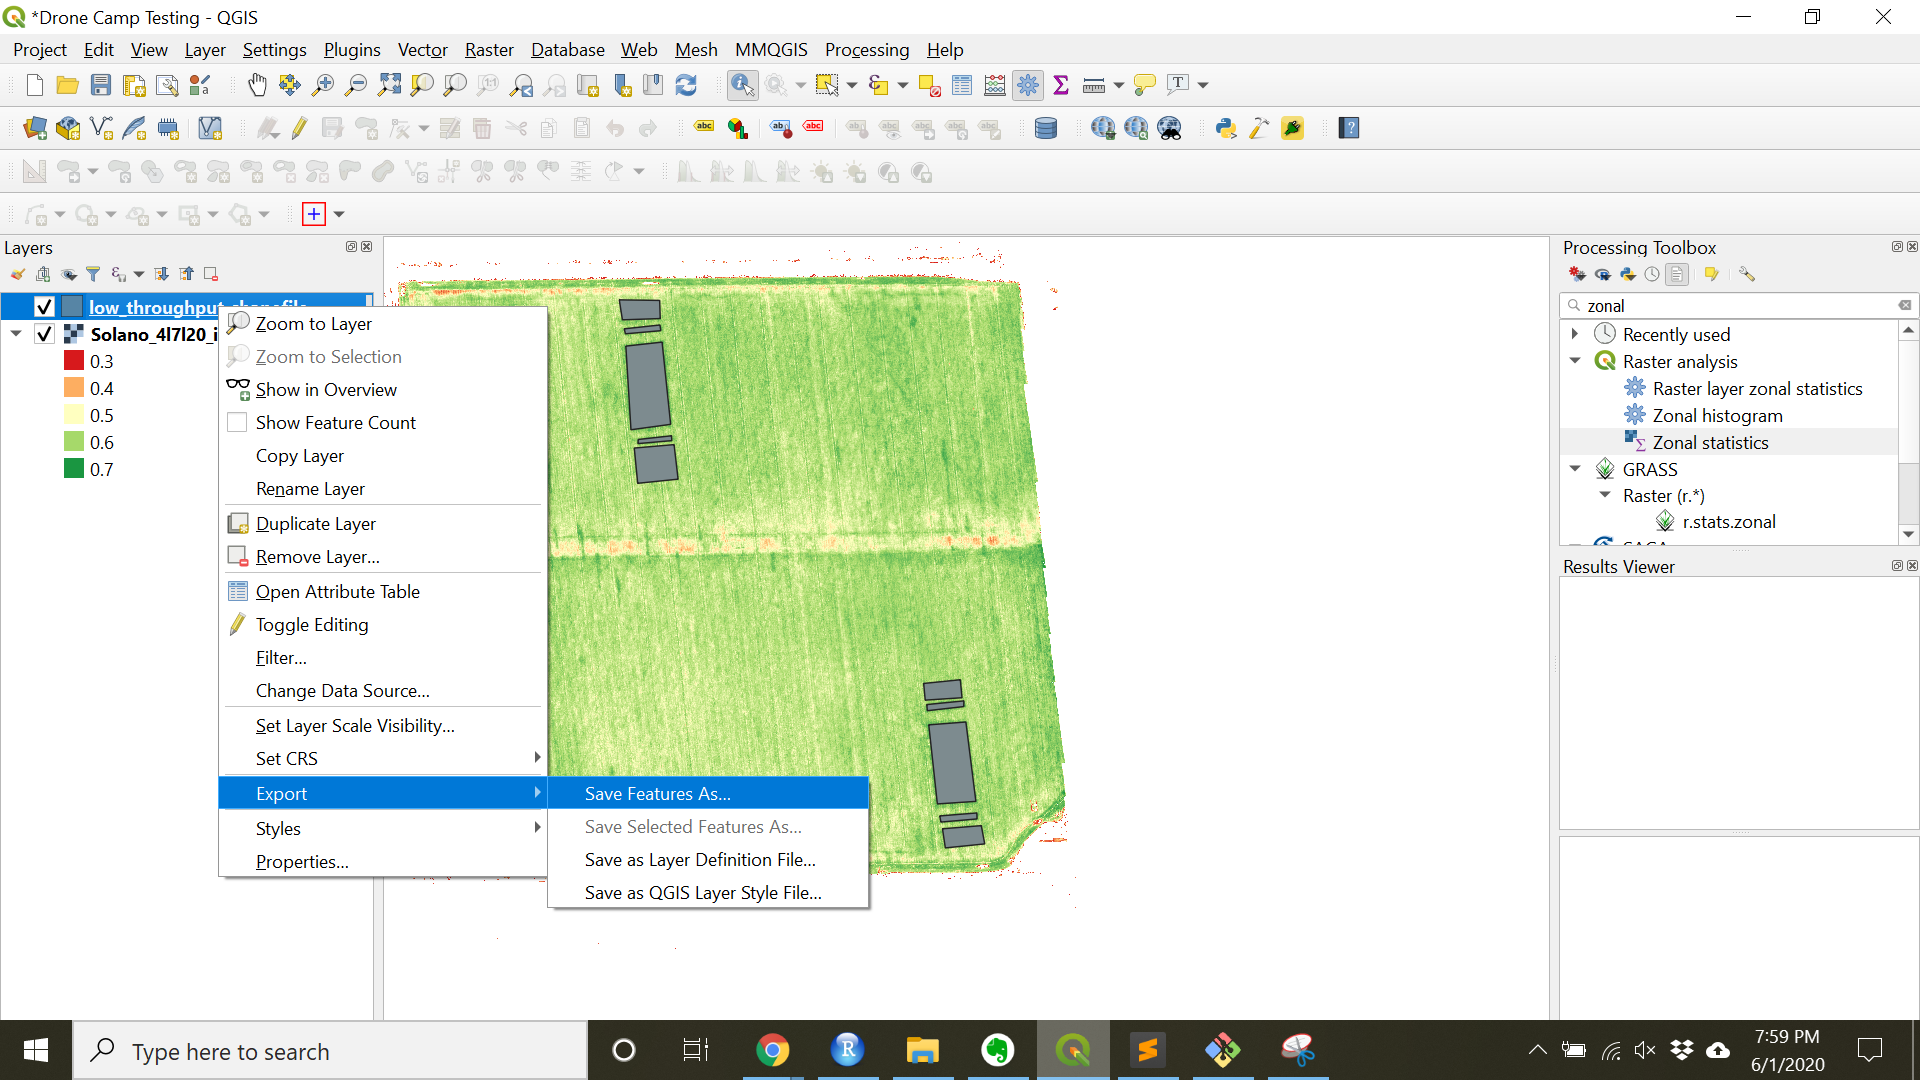 *Drone Camp Testing - QGIS
Project Edit View Layer Settings Plugins Vector Raster Database Web Mesh MMQGIS Processing Help
Layers
low_throughput
Solano_4l7l20_i
0.3
0.4
0.5
0.6
0.7
Zoom to Layer
Zoom to Selection
Show in Overview
Show Feature Count
Copy Layer
Rename Layer
Duplicate Layer
Remove Layer...
Open Attribute Table
Toggle Editing
Filter...
Change Data Source...
Set Layer Scale Visibility...
Set CRS
Export
Styles
Properties...
Save Features As...
Save Selected Features As...
Save as Layer Definition File...
Save as QGIS Layer Style File...
Processing Toolbox
zonal
Recently used
Raster analysis
Raster layer zonal statistics
Zonal histogram
Zonal statistics
GRASS
Raster (r.*)
r.stats.zonal
Results Viewer
Type here to search
7:59 PM
6/1/2020